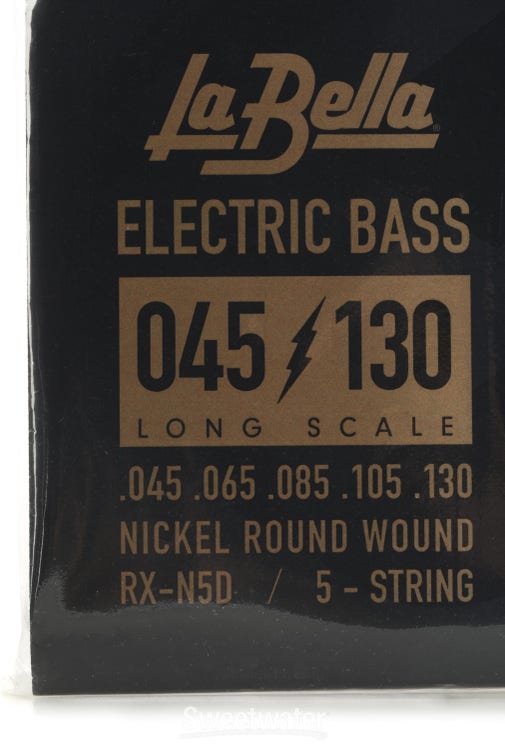 La Bella®
ELECTRIC BASS
045 130
LONG SCALE
.045 .065 .085 .105 .130
NICKEL ROUND WOUND
RX-N5D / 5 - STRING
Sweetwater